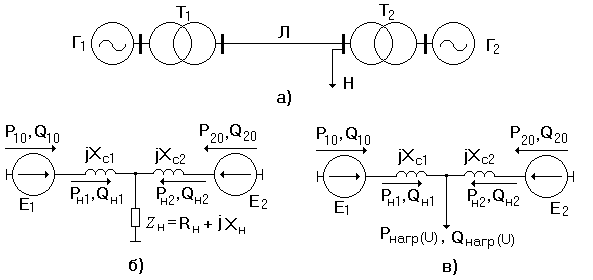 Т1
Т2
Г1
Л
Г2
Н
а)
P10,Q10
P20,Q20
jXc1
jXc2
E1
Pн1,Qн1
Pн2,Qн2
E2
Zн=Rн+jXн
б)
P10,Q10
P20,Q20
jXc1
jXc2
E1
Pн1,Qн1
Pн2,Qн2
E2
Pнагр(U) , Qнагр(U)
в)